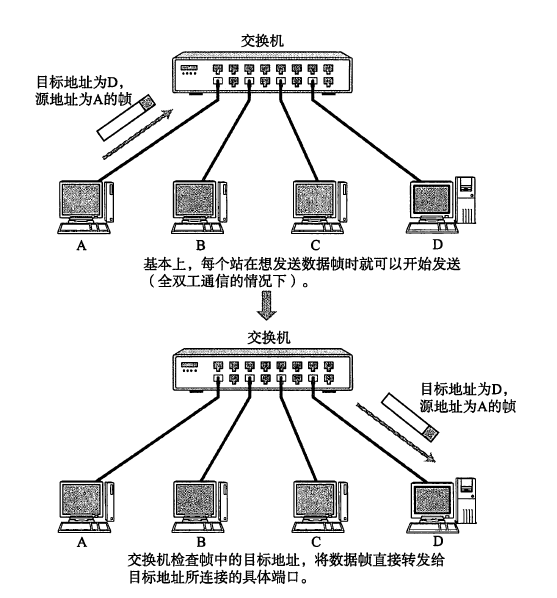 交换机
目标地址为D，
源地址为A的帧
A
B
C
D
基本上，每个站在想发送数据帧时就可以开始发送
（全双工通信的情况下）。
交换机
目标地址为D，
源地址为A的帧
A
B
C
D
交换机检查帧中的目标地址，将数据帧直接转发给
目标地址所连接的具体端口。